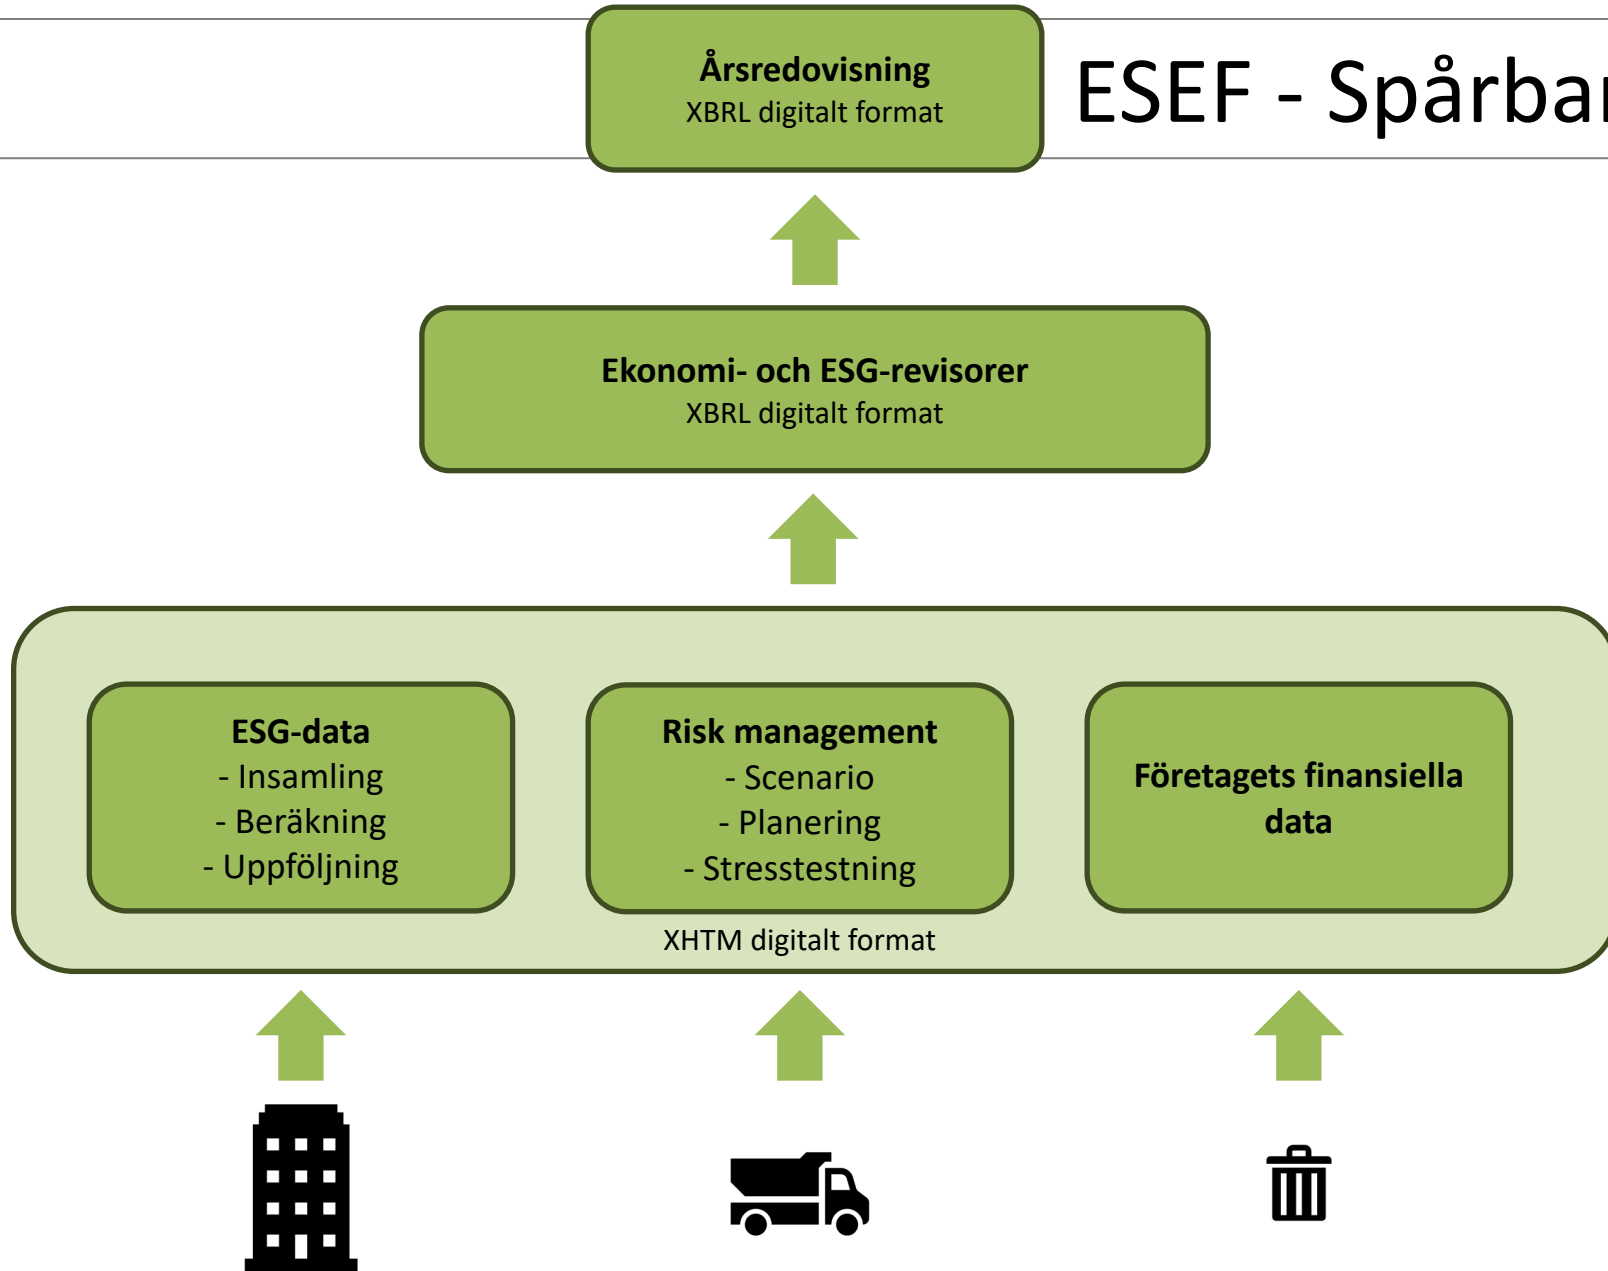 Årsredovisning
XBRL digitalt format
ESEF - Spårbar
Ekonomi- och ESG-revisorer
XBRL digitalt format
ESG-data
- Insamling
- Beräkning
- Uppföljning
Risk management
- Scenario
- Planering
- Stresstestning
Företagets finansiella
data
XHTM digitalt format